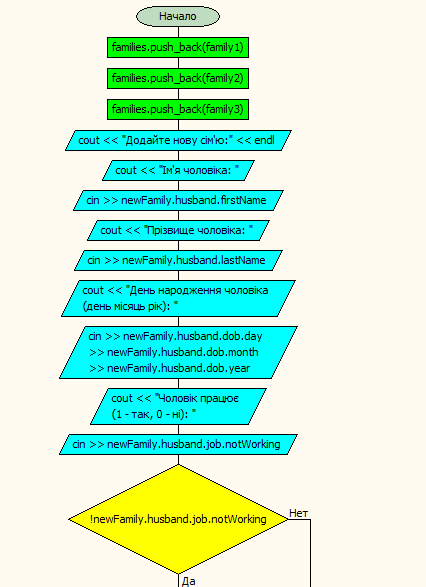 Начало
families.push_back(family1)
families.push_back(family2)
families.push_back(family3)
cout << "Додайте нову сім'ю:" << endl
cout << "Ім'я чоловіка: "
cin >> newFamily.husband.firstName
cout << "Прізвище чоловіка: "
cin >> newFamily.husband.lastName
cout << "День народження чоловіка
(день місяць рік): "
cin >> newFamily.husband.dob.day
>> newFamily.husband.dob.month
>> newFamily.husband.dob.year
cout << "Чоловік працює
(1 - так, 0 - ні): "
cin >> newFamily.husband.job.notWorking
!newFamily.husband.job.notWorking
Нет
Да